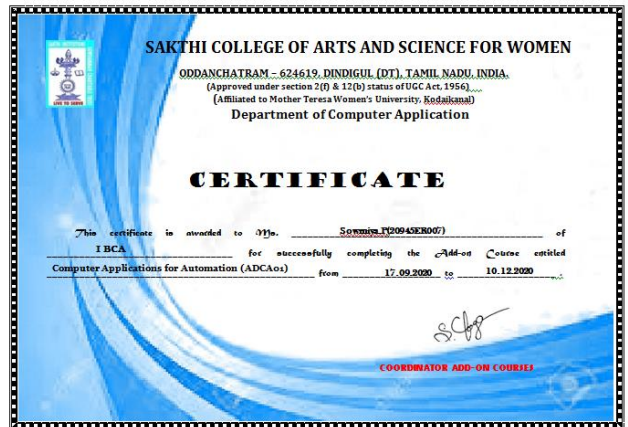 SAKTHI COLLEGE OF ARTS AND SCIENCE FOR WOMEN
ODDANCHATRAM – 624619, DINDIGUL (DT), TAMIL NADU, INDIA.
(Approved under section 2(f) & 12(b) status of UGC Act, 1956)
(Affiliated to Mother Teresa Women's University, Kodaikanal)
Department of Computer Application
LIVE TO SERVE
CERTIFICATE
This certificate is awarded to Ms. Sowmiya of
I BCA for successfully completing the Add-on Course entitled
Computer Applications for Automation (ADCA01) from 17.09.2020 to 10.12.2020 .
COORDINATOR ADD-ON COURSES